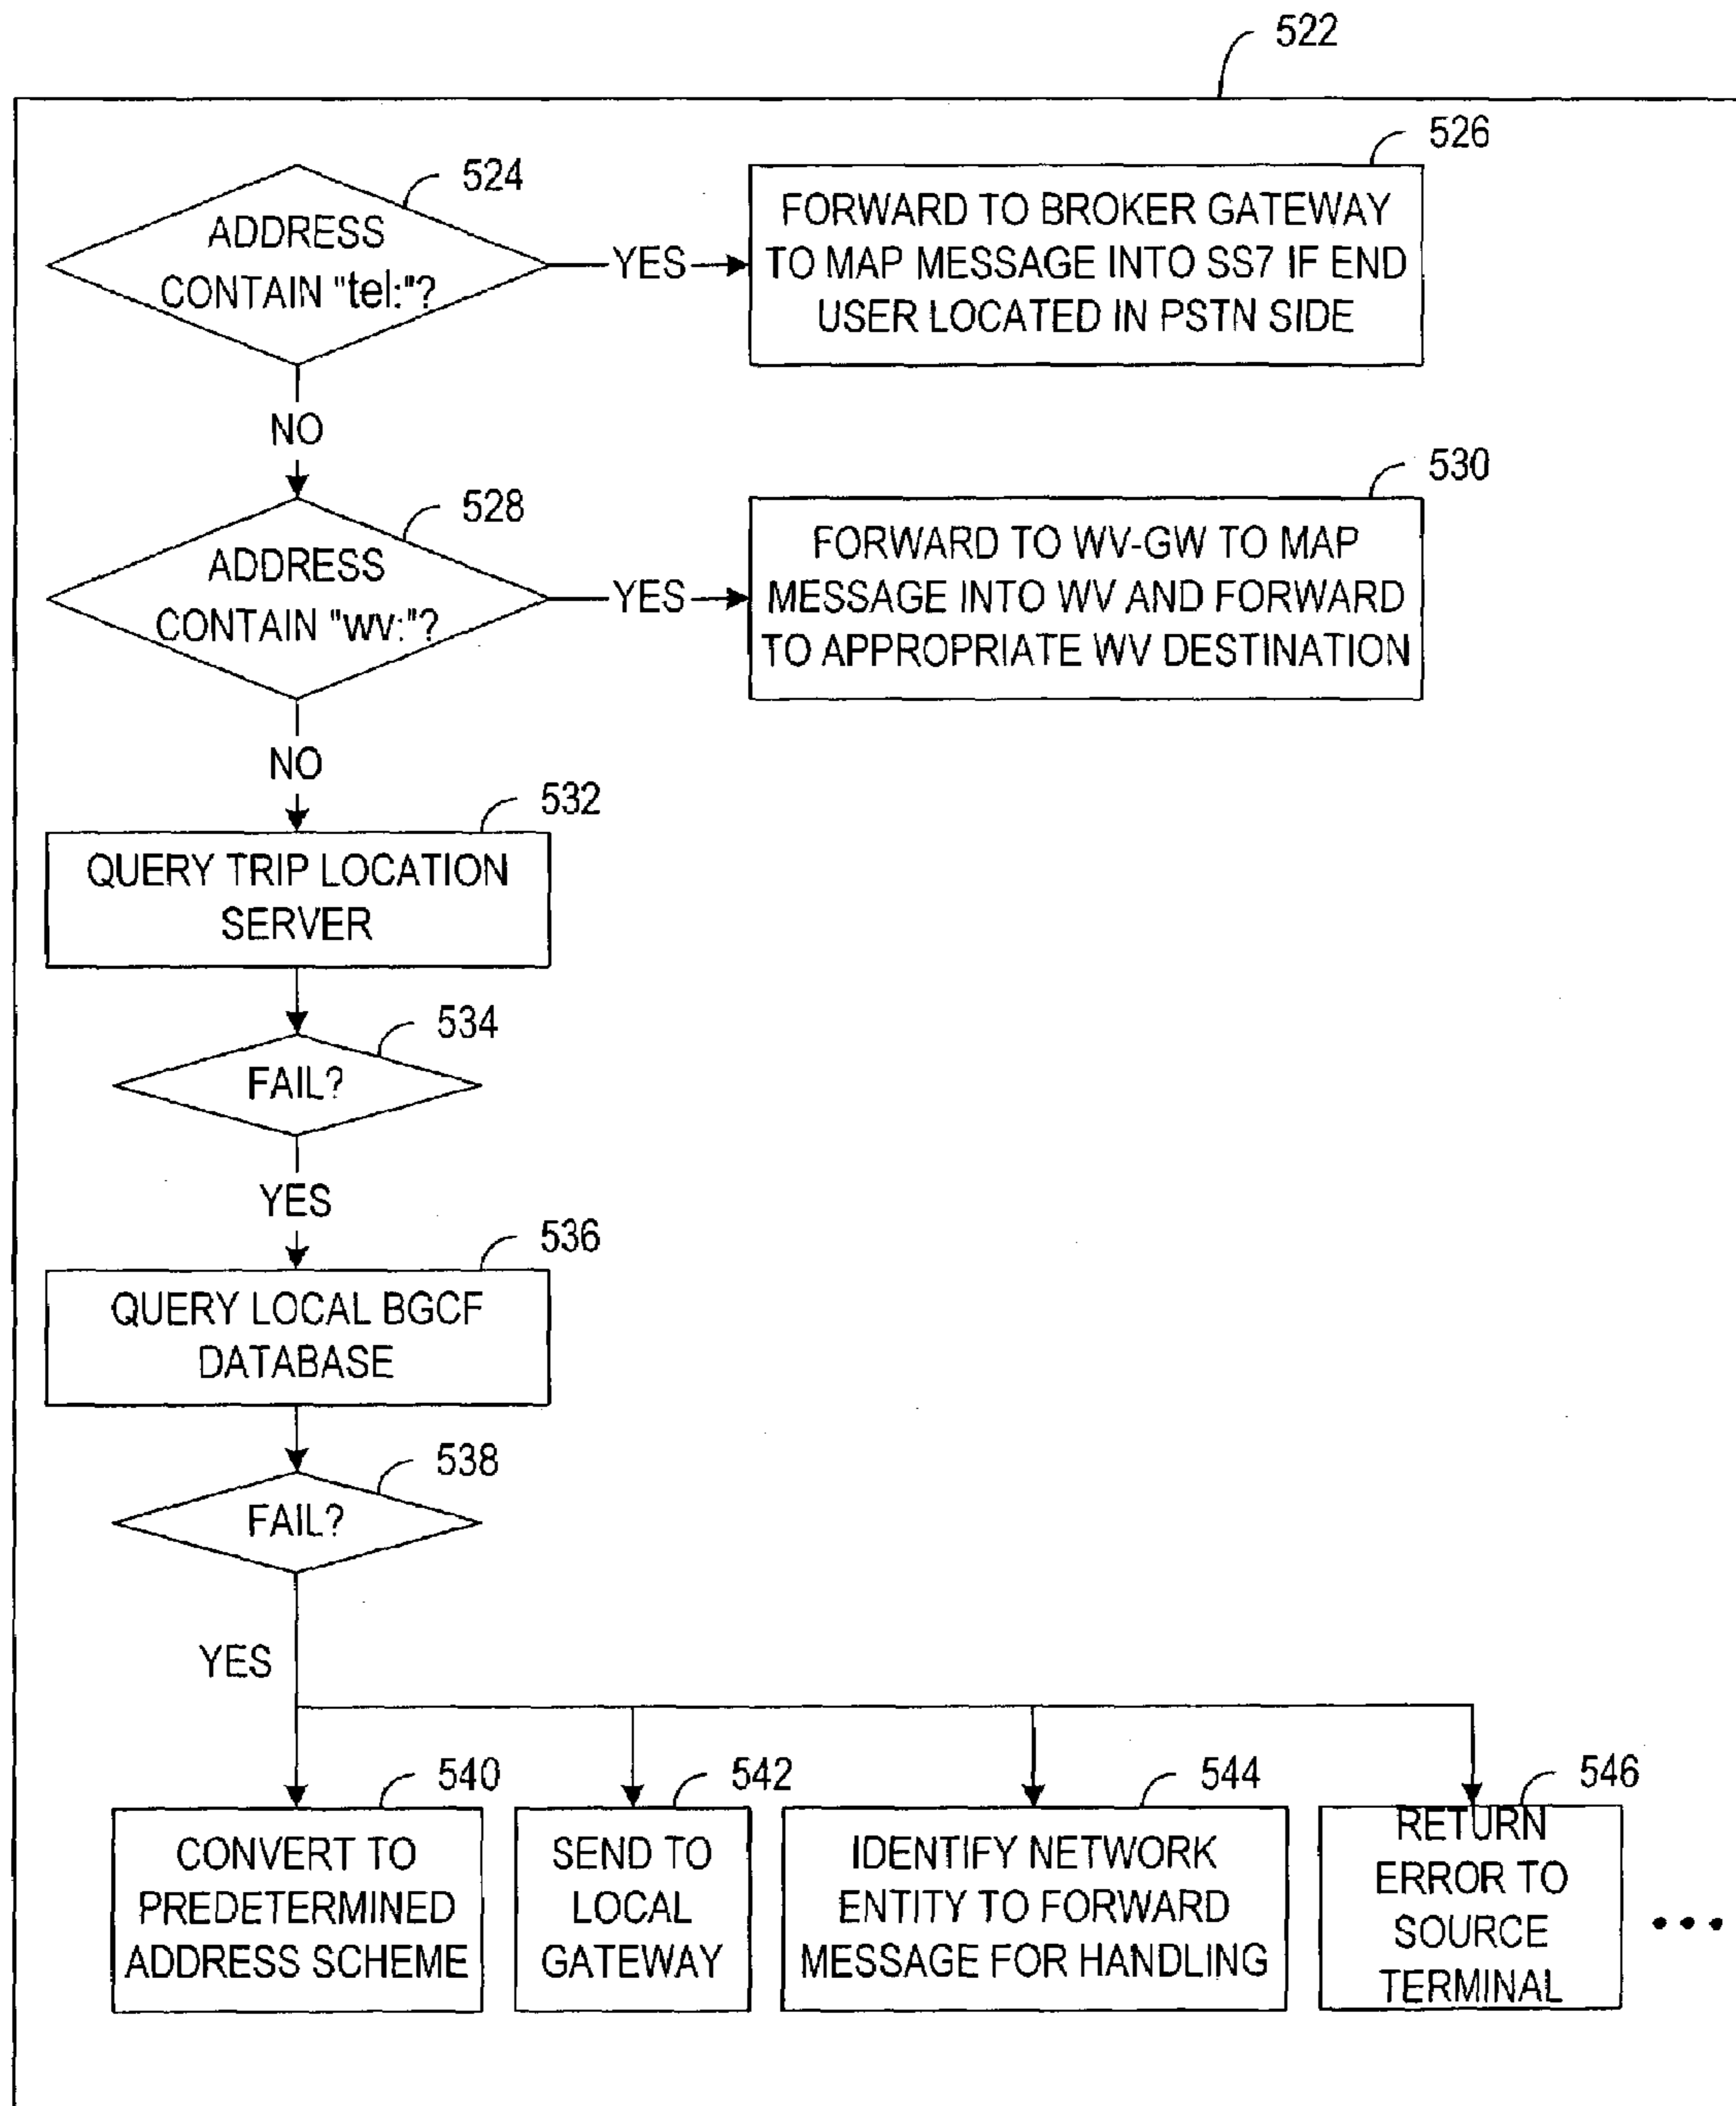 522
524
ADDRESS
CONTAIN "tel:"?
YES
526
FORWARD TO BROKER GATEWAY
TO MAP MESSAGE INTO SS7 IF END
USER LOCATED IN PSTN SIDE
NO
528
ADDRESS
CONTAIN "wv:"?
YES
530
FORWARD TO WV-GW TO MAP
MESSAGE INTO WV AND FORWARD
TO APPROPRIATE WV DESTINATION
NO
532
QUERY TRIP LOCATION
SERVER
534
FAIL?
YES
536
QUERY LOCAL BGCF
DATABASE
538
FAIL?
YES
540
CONVERT TO
PREDETERMINED
ADDRESS SCHEME
542
SEND TO
LOCAL
GATEWAY
544
IDENTIFY NETWORK
ENTITY TO FORWARD
MESSAGE FOR HANDLING
546
RETURN
ERROR TO
SOURCE
TERMINAL
•••